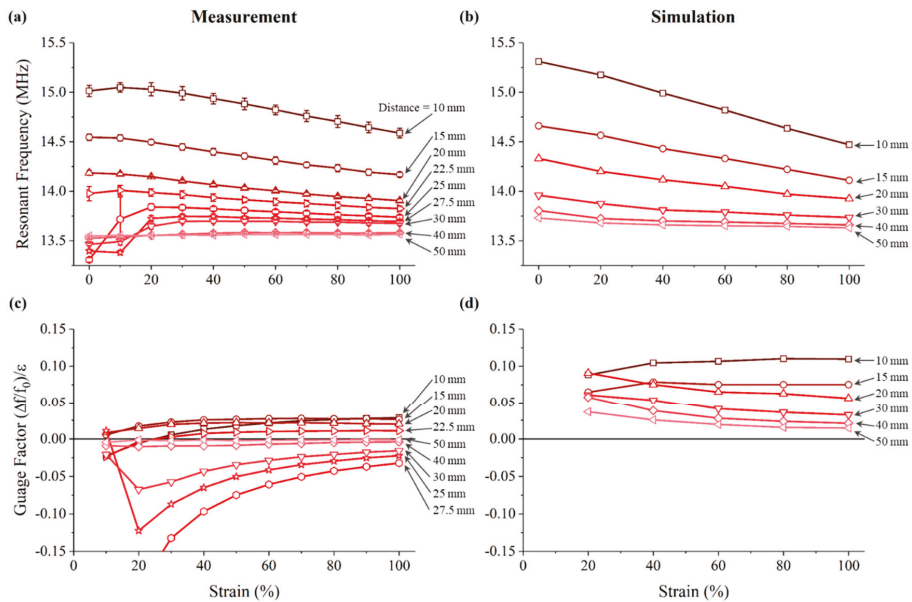 Measurement
Simulation
(a)
(b)
Resonant Frequency (MHz)
15.5
15.0
14.5
14.0
13.5
0
20
40
60
80
100
Distance = 10 mm
15 mm
20 mm
22.5 mm
25 mm
27.5 mm
30 mm
40 mm
50 mm
15.5
15.0
14.5
14.0
13.5
0
20
40
60
80
100
10 mm
15 mm
20 mm
30 mm
40 mm
50 mm
(c)
(d)
Guage Factor (Δf/f0)/ε
0.15
0.10
0.05
0.00
-0.05
-0.10
-0.15
0
20
40
60
80
100
Strain (%)
10 mm
15 mm
20 mm
22.5 mm
50 mm
40 mm
30 mm
25 mm
27.5 mm
0.15
0.10
0.05
0.00
-0.05
-0.10
-0.15
0
20
40
60
80
100
Strain (%)
10 mm
15 mm
20 mm
30 mm
40 mm
50 mm